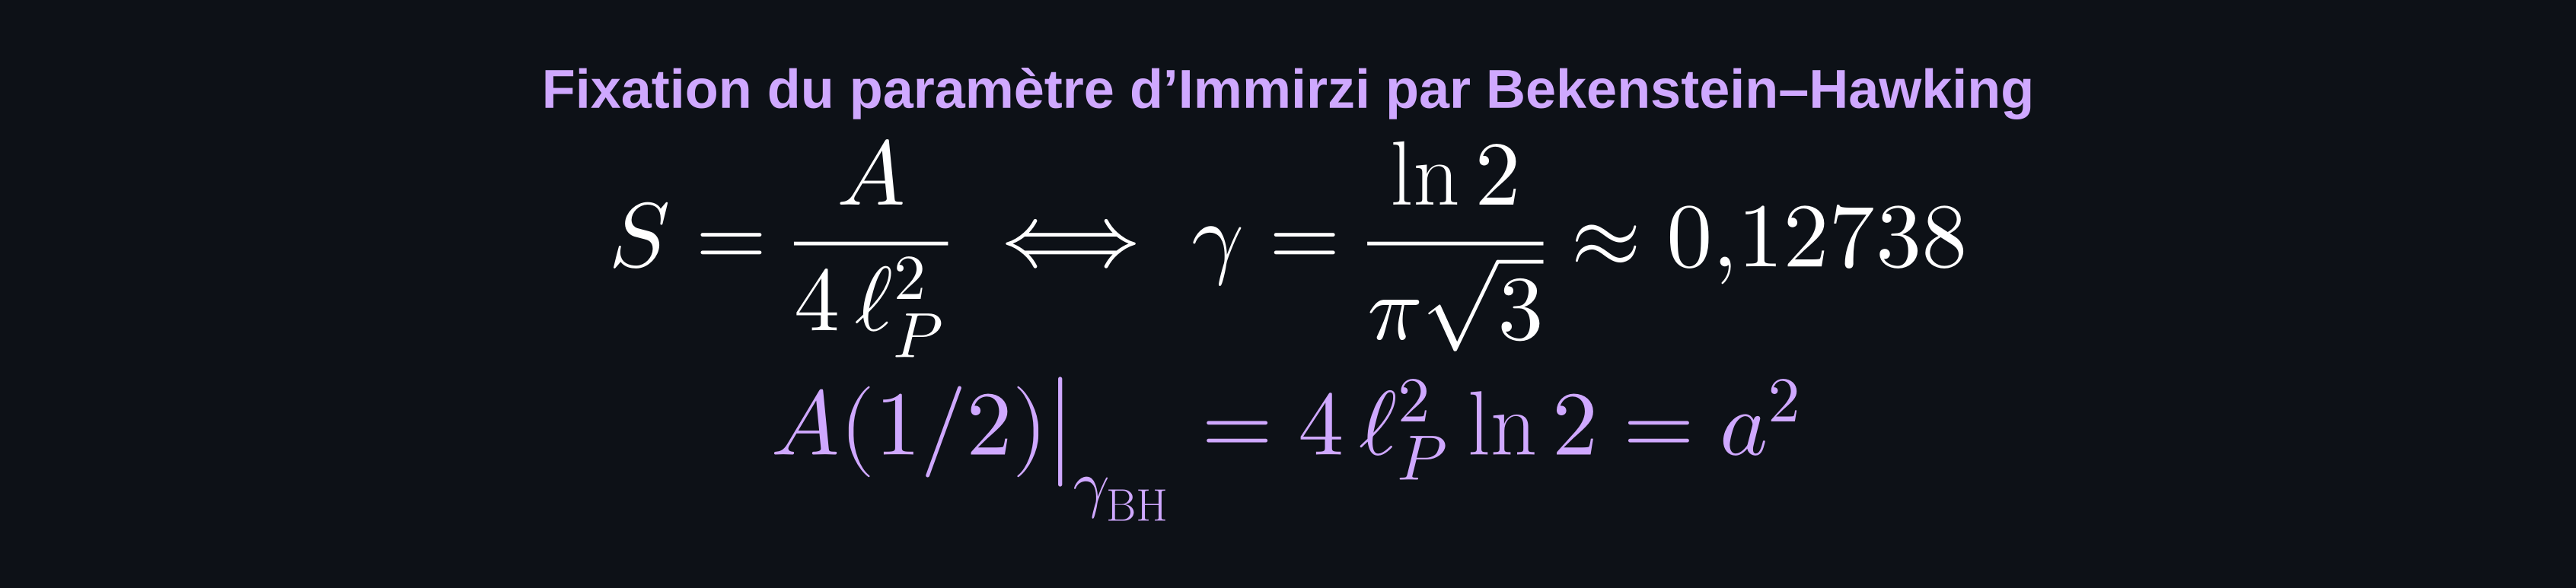 Fixation du paramètre d’Immirzi par Bekenstein–Hawking
S = A / (4 ℓ_P^2) ⟺ γ = ln 2 / (π√3) ≈ 0,12738
A(1/2)|_{γ_BH} = 4 ℓ_P^2 ln 2 = a^2